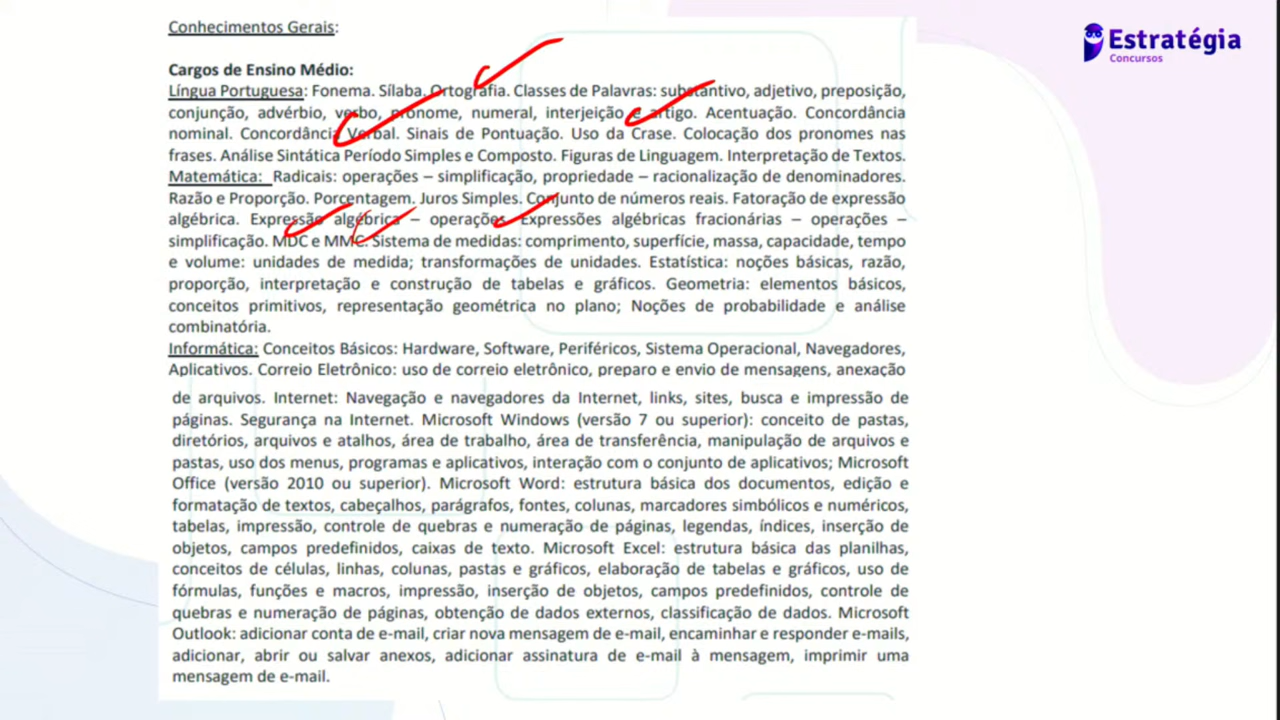 Conhecimentos Gerais:
Estratégia
Concursos
Cargos de Ensino Médio:
Língua Portuguesa: Fonema. Sílaba. Ortografia. Classes de Palavras: substantivo, adjetivo, preposição,
conjunção, advérbio, verbo, pronome, numeral, interjeição e artigo. Acentuação. Concordância
nominal. Concordância Verbal. Sinais de Pontuação. Uso da Crase. Colocação dos pronomes nas
frases. Análise Sintática Período Simples e Composto. Figuras de Linguagem. Interpretação de Textos.
Matemática: Radicais: operações – simplificação, propriedade – racionalização de denominadores.
Razão e Proporção. Porcentagem. Juros Simples. Conjunto de números reais. Fatoração de expressão
algébrica. Expressão algébrica – operações Expressões algébricas fracionárias – operações –
simplificação. MDC e MMC. Sistema de medidas: comprimento, superfície, massa, capacidade, tempo
e volume: unidades de medida; transformações de unidades. Estatística: noções básicas, razão,
proporção, interpretação e construção de tabelas e gráficos. Geometria: elementos básicos,
conceitos primitivos, representação geométrica no plano; Noções de probabilidade e análise
combinatória.
Informática: Conceitos Básicos: Hardware, Software, Periféricos, Sistema Operacional, Navegadores,
Aplicativos. Correio Eletrônico: uso de correio eletrônico, preparo e envio de mensagens, anexação
de arquivos. Internet: Navegação e navegadores da Internet, links, sites, busca e impressão de
páginas. Segurança na Internet. Microsoft Windows (versão 7 ou superior): conceito de pastas,
diretórios, arquivos e atalhos, área de trabalho, área de transferência, manipulação de arquivos e
pastas, uso dos menus, programas e aplicativos, interação com o conjunto de aplicativos; Microsoft
Office (versão 2010 ou superior). Microsoft Word: estrutura básica dos documentos, edição e
formatação de textos, cabeçalhos, parágrafos, fontes, colunas, marcadores simbólicos e numéricos,
tabelas, impressão, controle de quebras e numeração de páginas, legendas, índices, inserção de
objetos, campos predefinidos, caixas de texto. Microsoft Excel: estrutura básica das planilhas,
conceitos de células, linhas, colunas, pastas e gráficos, elaboração de tabelas e gráficos, uso de
fórmulas, funções e macros, impressão, inserção de objetos, campos predefinidos, controle de
quebras e numeração de páginas, obtenção de dados externos, classificação de dados. Microsoft
Outlook: adicionar conta de e-mail, criar nova mensagem de e-mail, encaminhar e responder e-mails,
adicionar, abrir ou salvar anexos, adicionar assinatura de e-mail à mensagem, imprimir uma
mensagem de e-mail.